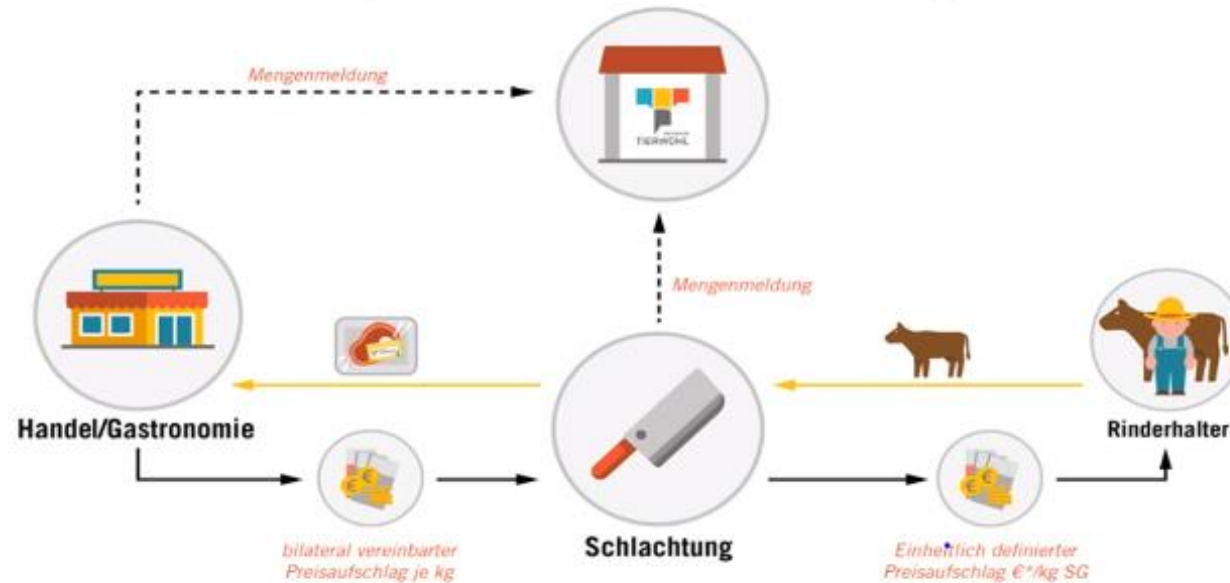 Mengenmeldung
TIERWOHL
Mengenmeldung
Handel/Gastronomie
Rinderhalter
Schlachtung
bilateral vereinbarter
Preisaufschlag je kg
Einheitlich definierter
Preisaufschlag €*/kg SG